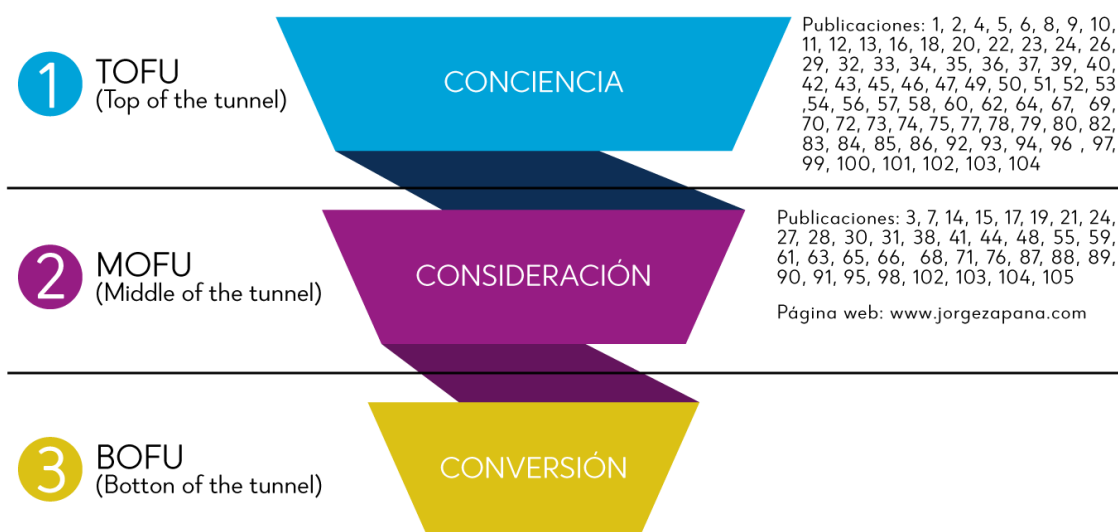 1
TOFU
(Top of the tunnel)
CONCIENCIA
Publicaciones: 1, 2, 4, 5, 6, 8, 9, 10,
11, 12, 13, 16, 18, 20, 22, 23, 24, 26,
29, 32, 33, 34, 35, 36, 37, 39, 40,
42, 43, 45, 46, 47, 49, 50, 51, 52, 53
,54, 56, 57, 58, 60, 62, 64, 67, 69,
70, 72, 73, 74, 75, 77, 78, 79, 80, 82,
83, 84, 85, 86, 92, 93, 94, 96 , 97,
99, 100, 101, 102, 103, 104
2
MOFU
(Middle of the tunnel)
CONSIDERACIÓN
Publicaciones: 3, 7, 14, 15, 17, 19, 21, 24,
27, 28, 30, 31, 38, 41, 44, 48, 55, 59,
61, 63, 65, 66, 68, 71, 76, 87, 88, 89,
90, 91, 95, 98, 102, 103, 104, 105
Página web: www.jorgezapana.com
3
BOFU
(Botton of the tunnel)
CONVERSIÓN